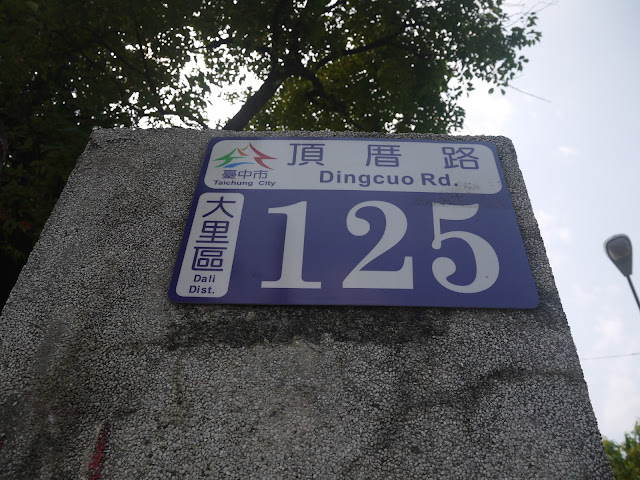 臺中市
Taichung City
頂厝路
Dingcuo Rd.
大里區
Dali
Dist.
125